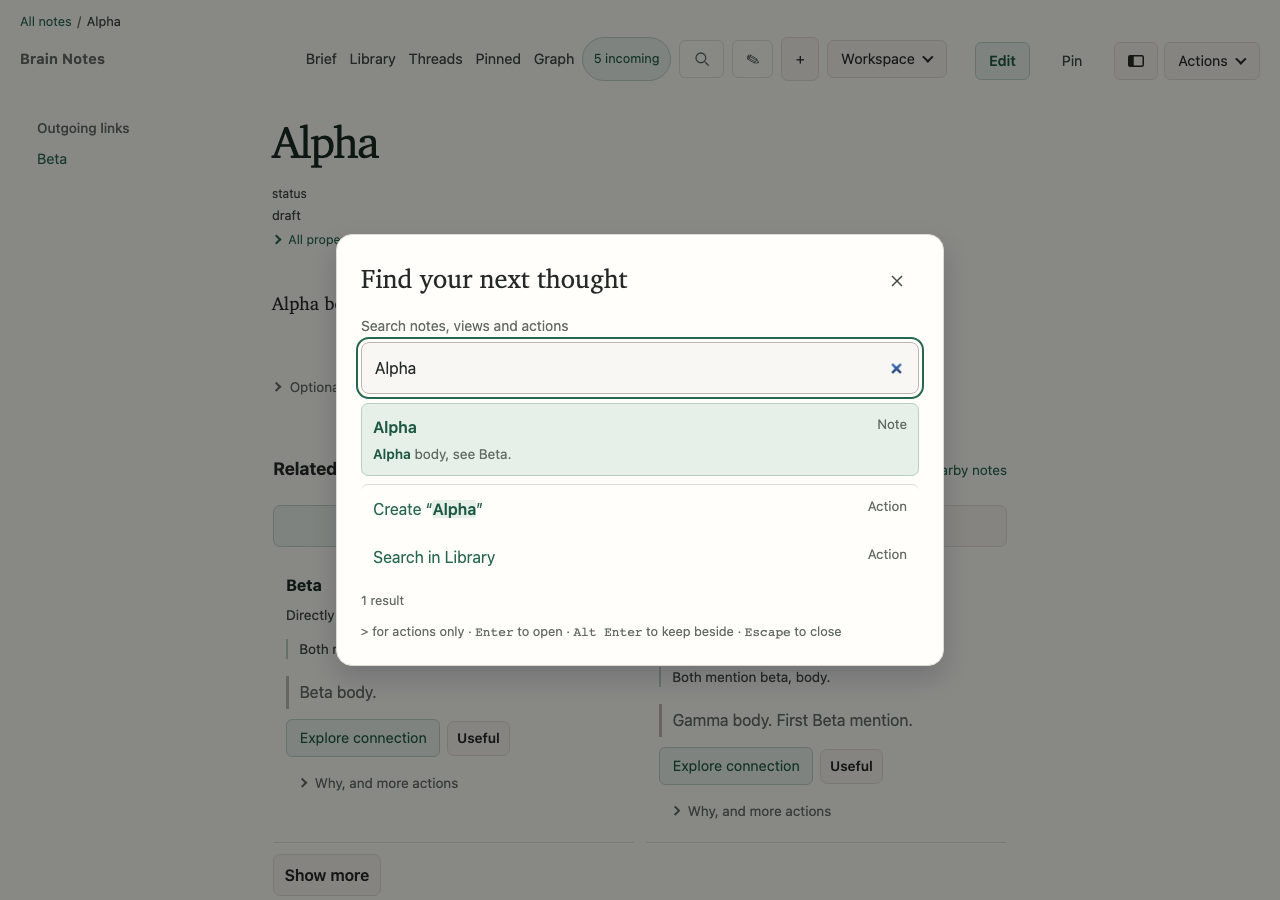 All notes / Alpha
Brain Notes
Brief Library Threads Pinned Graph 5 incoming + Workspace Edit Pin Actions
Outgoing links
Beta
Alpha
status
draft
All prope
Alpha b
Optiona
Related
arby notes
Find your next thought
Search notes, views and actions
Alpha
Alpha Note
Alpha body, see Beta.
Create “Alpha” Action
Search in Library Action
1 result
> for actions only · Enter to open · Alt Enter to keep beside · Escape to close
Beta
Directly
Both
Beta body.
Explore connection Useful
Why, and more actions
Both mention beta, body.
Gamma body. First Beta mention.
Explore connection Useful
Why, and more actions
Show more